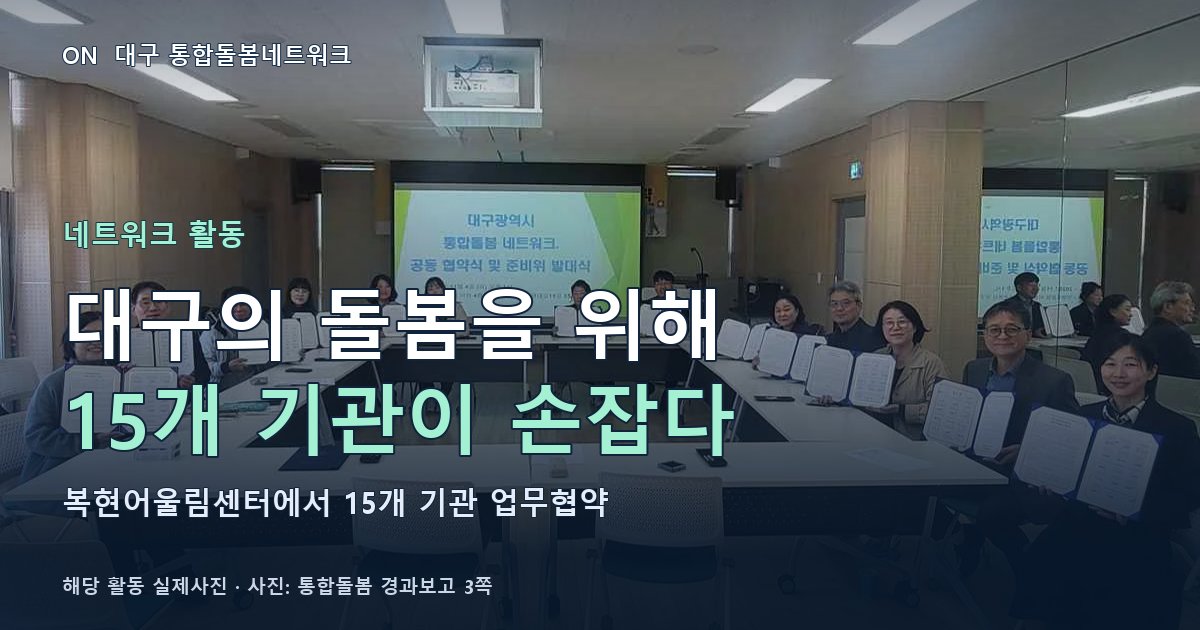 ON 대구 통합돌봄네트워크
네트워크 활동
대구광역시
통합돌봄 네트워크.
공동 협약식 및 준비위 발대식
대구의 돌봄을 위해
15개 기관이 손잡다
복현어울림센터에서 15개 기관 업무협약
해당 활동 실제사진 · 사진: 통합돌봄 경과보고 3쪽